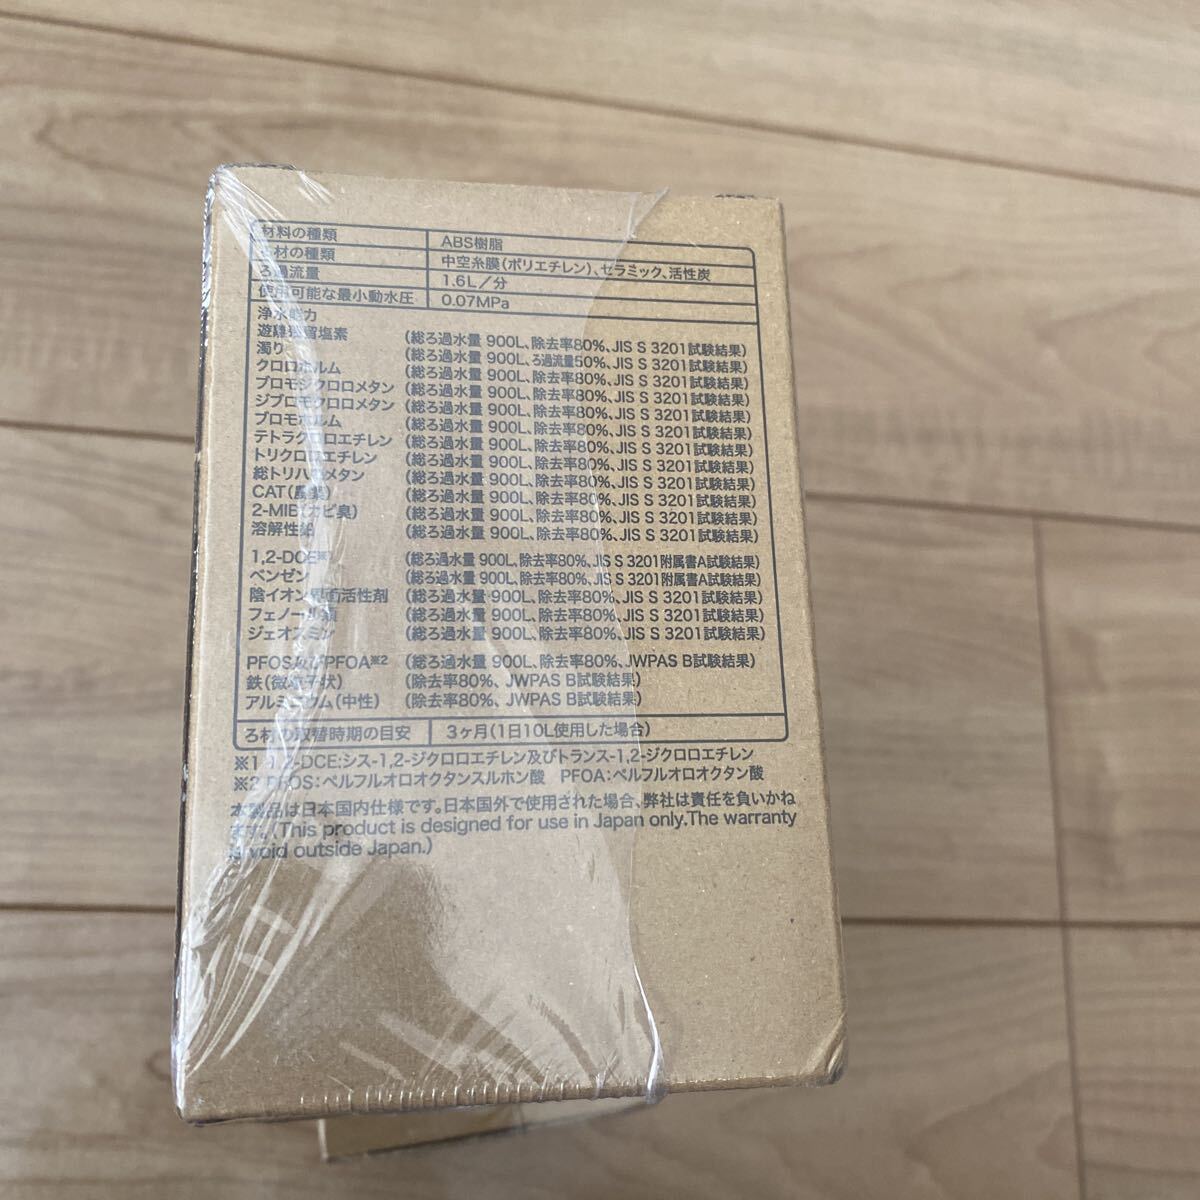 材料の種類 ABS樹脂
ろ材の種類 中空糸膜(ポリエチレン)、セラミック、活性炭
ろ過流量 1.6L／分
使用可能な最小動水圧 0.07MPa
浄水能力
遊離残留塩素 (総ろ過水量 900L、除去率80%、JIS S 3201試験結果)
濁り (総ろ過水量 900L、ろ過流量50%、JIS S 3201試験結果)
クロロホルム (総ろ過水量 900L、除去率80%、JIS S 3201試験結果)
ブロモジクロロメタン (総ろ過水量 900L、除去率80%、JIS S 3201試験結果)
ジブロモクロロメタン (総ろ過水量 900L、除去率80%、JIS S 3201試験結果)
ブロモホルム (総ろ過水量 900L、除去率80%、JIS S 3201試験結果)
テトラクロロエチレン (総ろ過水量 900L、除去率80%、JIS S 3201試験結果)
トリクロロエチレン (総ろ過水量 900L、除去率80%、JIS S 3201試験結果)
総トリハロメタン (総ろ過水量 900L、除去率80%、JIS S 3201試験結果)
CAT(農薬) (総ろ過水量 900L、除去率80%、JIS S 3201試験結果)
2-MIB(カビ臭) (総ろ過水量 900L、除去率80%、JIS S 3201試験結果)
溶解性鉛 (総ろ過水量 900L、除去率80%、JIS S 3201試験結果)
1,2-DCE※1 (総ろ過水量 900L、除去率80%、JIS S 3201附属書A試験結果)
ベンゼン (総ろ過水量 900L、除去率80%、JIS S 3201附属書A試験結果)
陰イオン界面活性剤 (総ろ過水量 900L、除去率80%、JIS S 3201試験結果)
フェノール類 (総ろ過水量 900L、除去率80%、JIS S 3201試験結果)
ジェオスミン (総ろ過水量 900L、除去率80%、JIS S 3201試験結果)
PFOS及びPFOA※2 (総ろ過水量 900L、除去率80%、JWPAS B試験結果)
鉄(微粒子状) (除去率80%、JWPAS B試験結果)
アルミニウム(中性) (除去率80%、JWPAS B試験結果)
ろ材の取替時期の目安 3ヶ月(1日10L使用した場合)
※1 1,2-DCE:シス-1,2-ジクロロエチレン及びトランス-1,2-ジクロロエチレン
※2 PFOS:ペルフルオロオクタンスルホン酸 PFOA:ペルフルオロオクタン酸
本製品は日本国内仕様です。日本国外で使用された場合、弊社は責任を負いかね
ます。(This product is designed for use in Japan only.The warranty
is void outside Japan.)